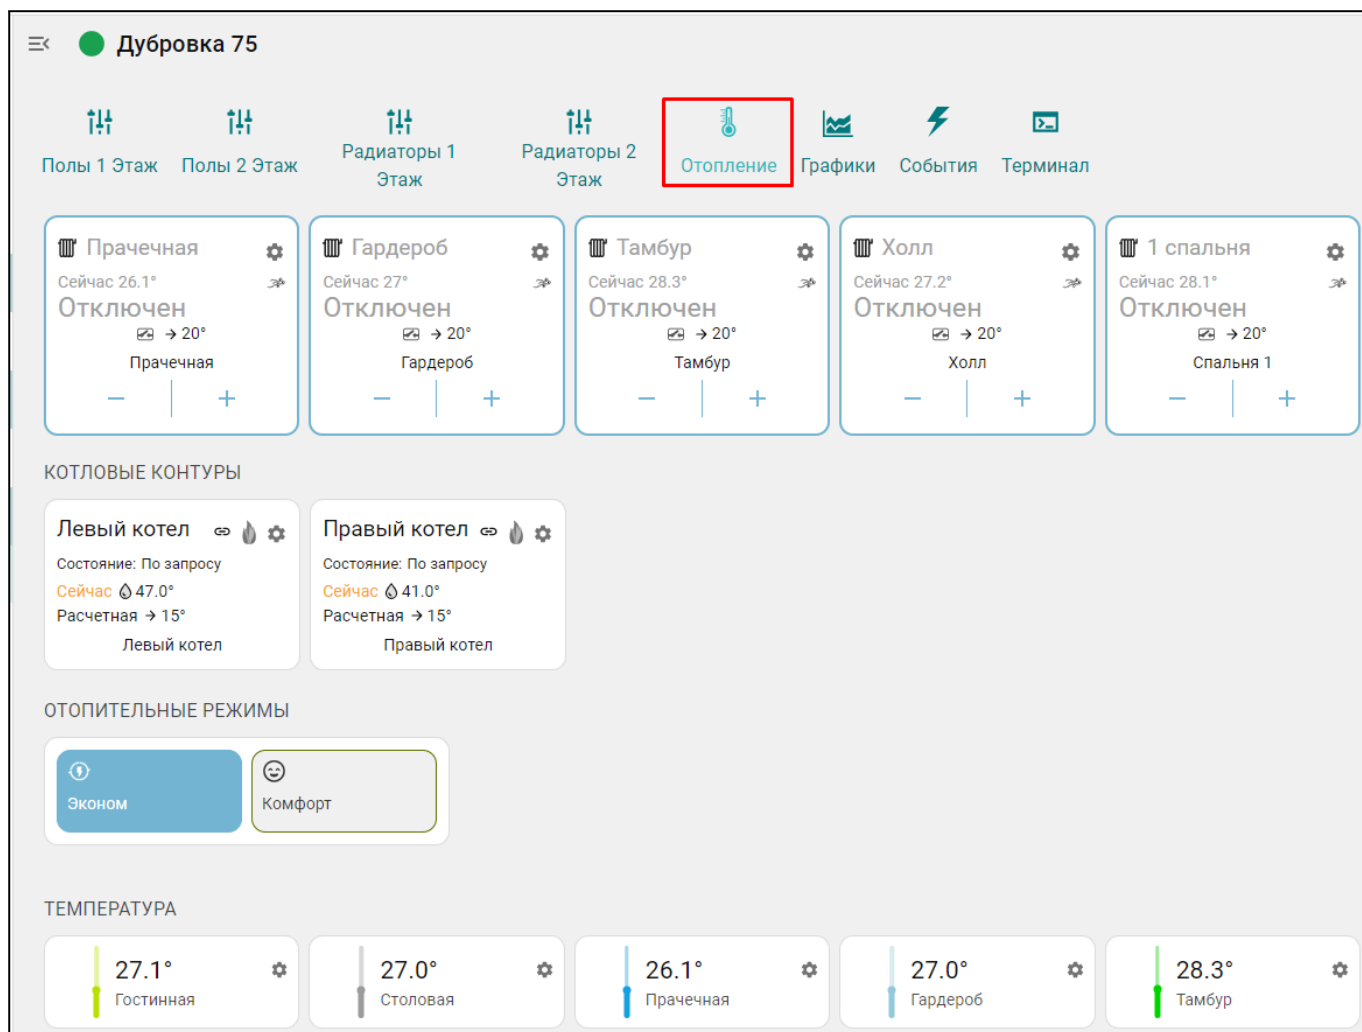 Дубровка 75
Полы 1 Этаж
Полы 2 Этаж
Радиаторы 1
Этаж
Радиаторы 2
Этаж
Отопление
Графики
События
Терминал
Прачечная
Сейчас 26.1°
Отключен
→ 20°
Прачечная
− +
Гардероб
Сейчас 27°
Отключен
→ 20°
Гардероб
− +
Тамбур
Сейчас 28.3°
Отключен
→ 20°
Тамбур
− +
Холл
Сейчас 27.2°
Отключен
→ 20°
Холл
− +
1 спальня
Сейчас 28.1°
Отключен
→ 20°
Спальня 1
− +
КОТЛОВЫЕ КОНТУРЫ
Левый котел
Состояние: По запросу
Сейчас 47.0°
Расчетная → 15°
Левый котел
Правый котел
Состояние: По запросу
Сейчас 41.0°
Расчетная → 15°
Правый котел
ОТОПИТЕЛЬНЫЕ РЕЖИМЫ
Эконом
Комфорт
ТЕМПЕРАТУРА
27.1°
Гостинная
27.0°
Столовая
26.1°
Прачечная
27.0°
Гардероб
28.3°
Тамбур